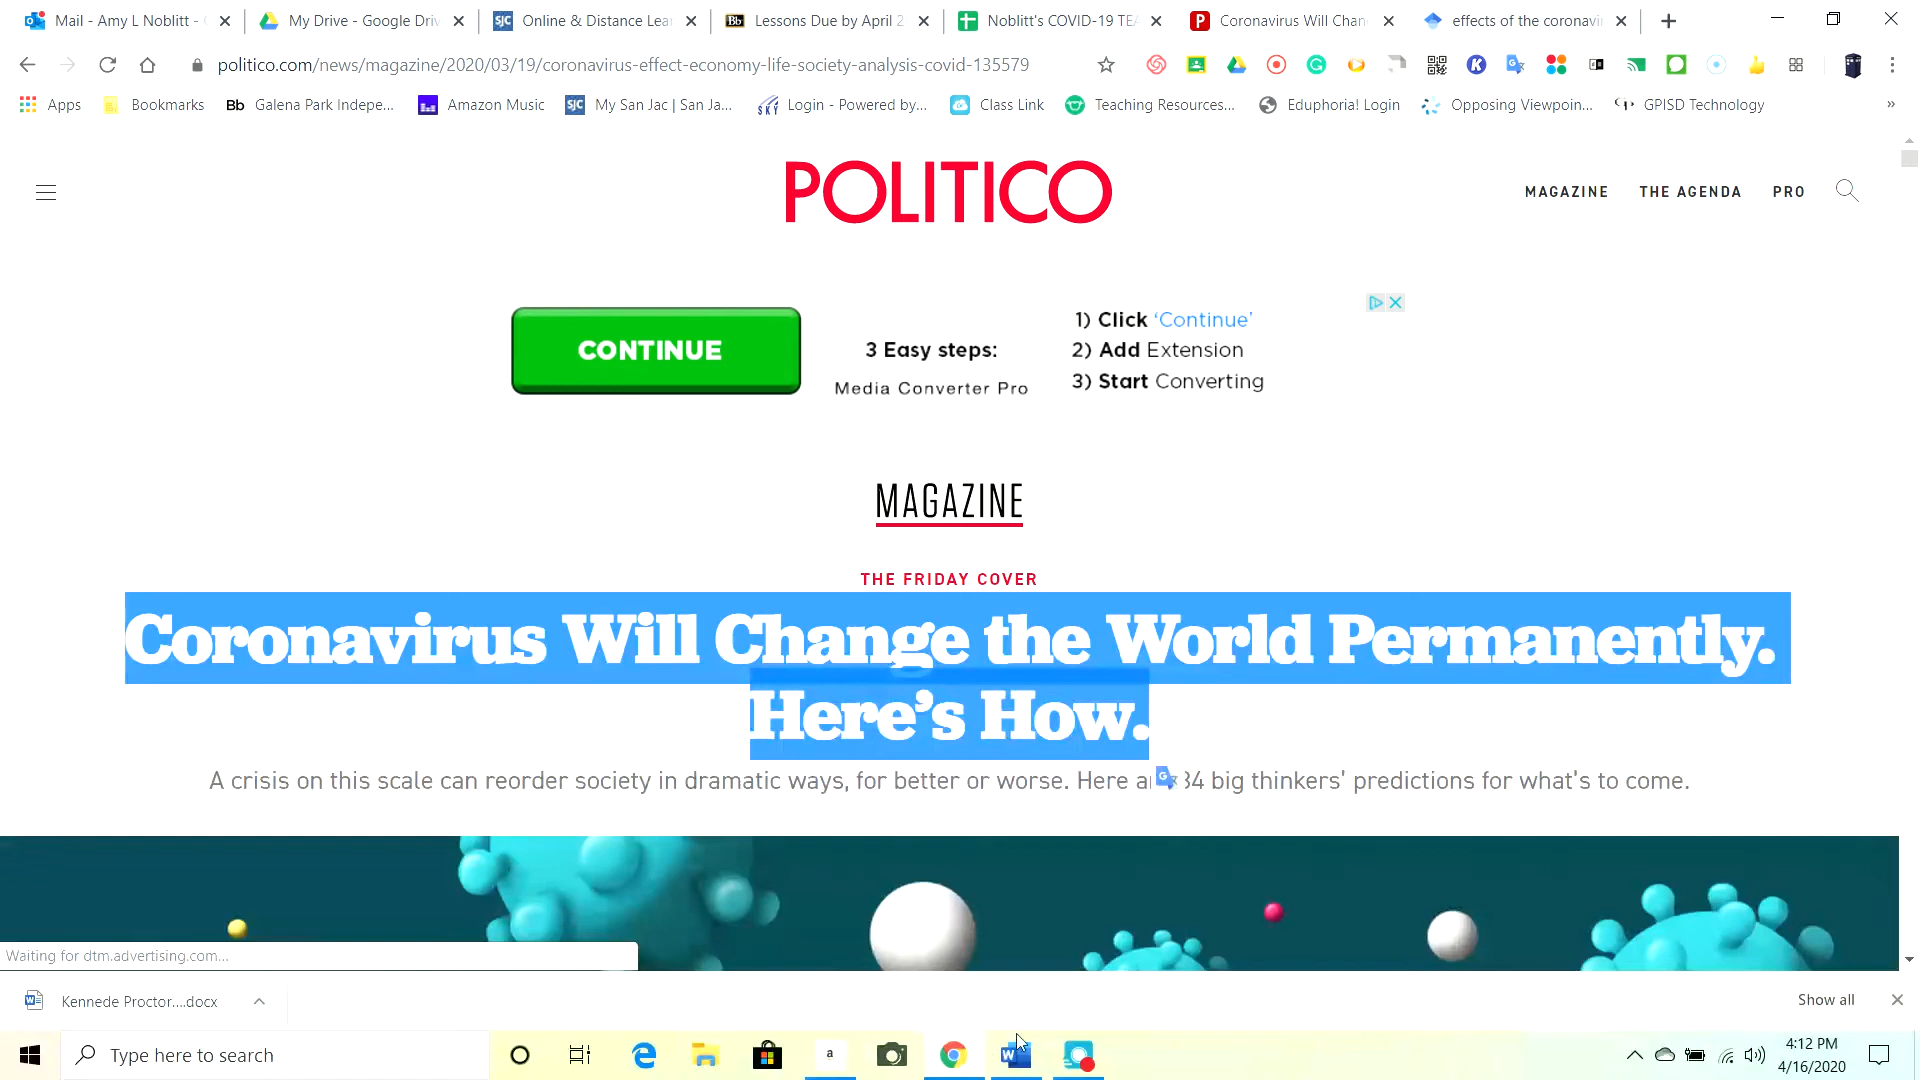 Mail - Amy L Noblitt -
My Drive - Google Driv
SJC Online & Distance Lea
Bb Lessons Due by April 2
Noblitt's COVID-19 TEA
Coronavirus Will Chan
effects of the coronavir
politico.com/news/magazine/2020/03/19/coronavirus-effect-economy-life-society-analysis-covid-135579
Apps
Bookmarks
Bb Galena Park Indepe...
Amazon Music
SJC My San Jac | San Ja...
SKY Login - Powered by...
Class Link
Teaching Resources...
Eduphoria! Login
Opposing Viewpoin...
GPISD Technology
»
POLITICO
MAGAZINE THE AGENDA PRO
CONTINUE
3 Easy steps:
Media Converter Pro
1) Click ‘Continue’
2) Add Extension
3) Start Converting
MAGAZINE
THE FRIDAY COVER
Coronavirus Will Change the World Permanently.
Here’s How.
A crisis on this scale can reorder society in dramatic ways, for better or worse. Here 34 big thinkers’ predictions for what’s to come.
Waiting for dtm.advertising.com...
Kennede Proctor....docx
Show all
Type here to search
a
4:12 PM
4/16/2020